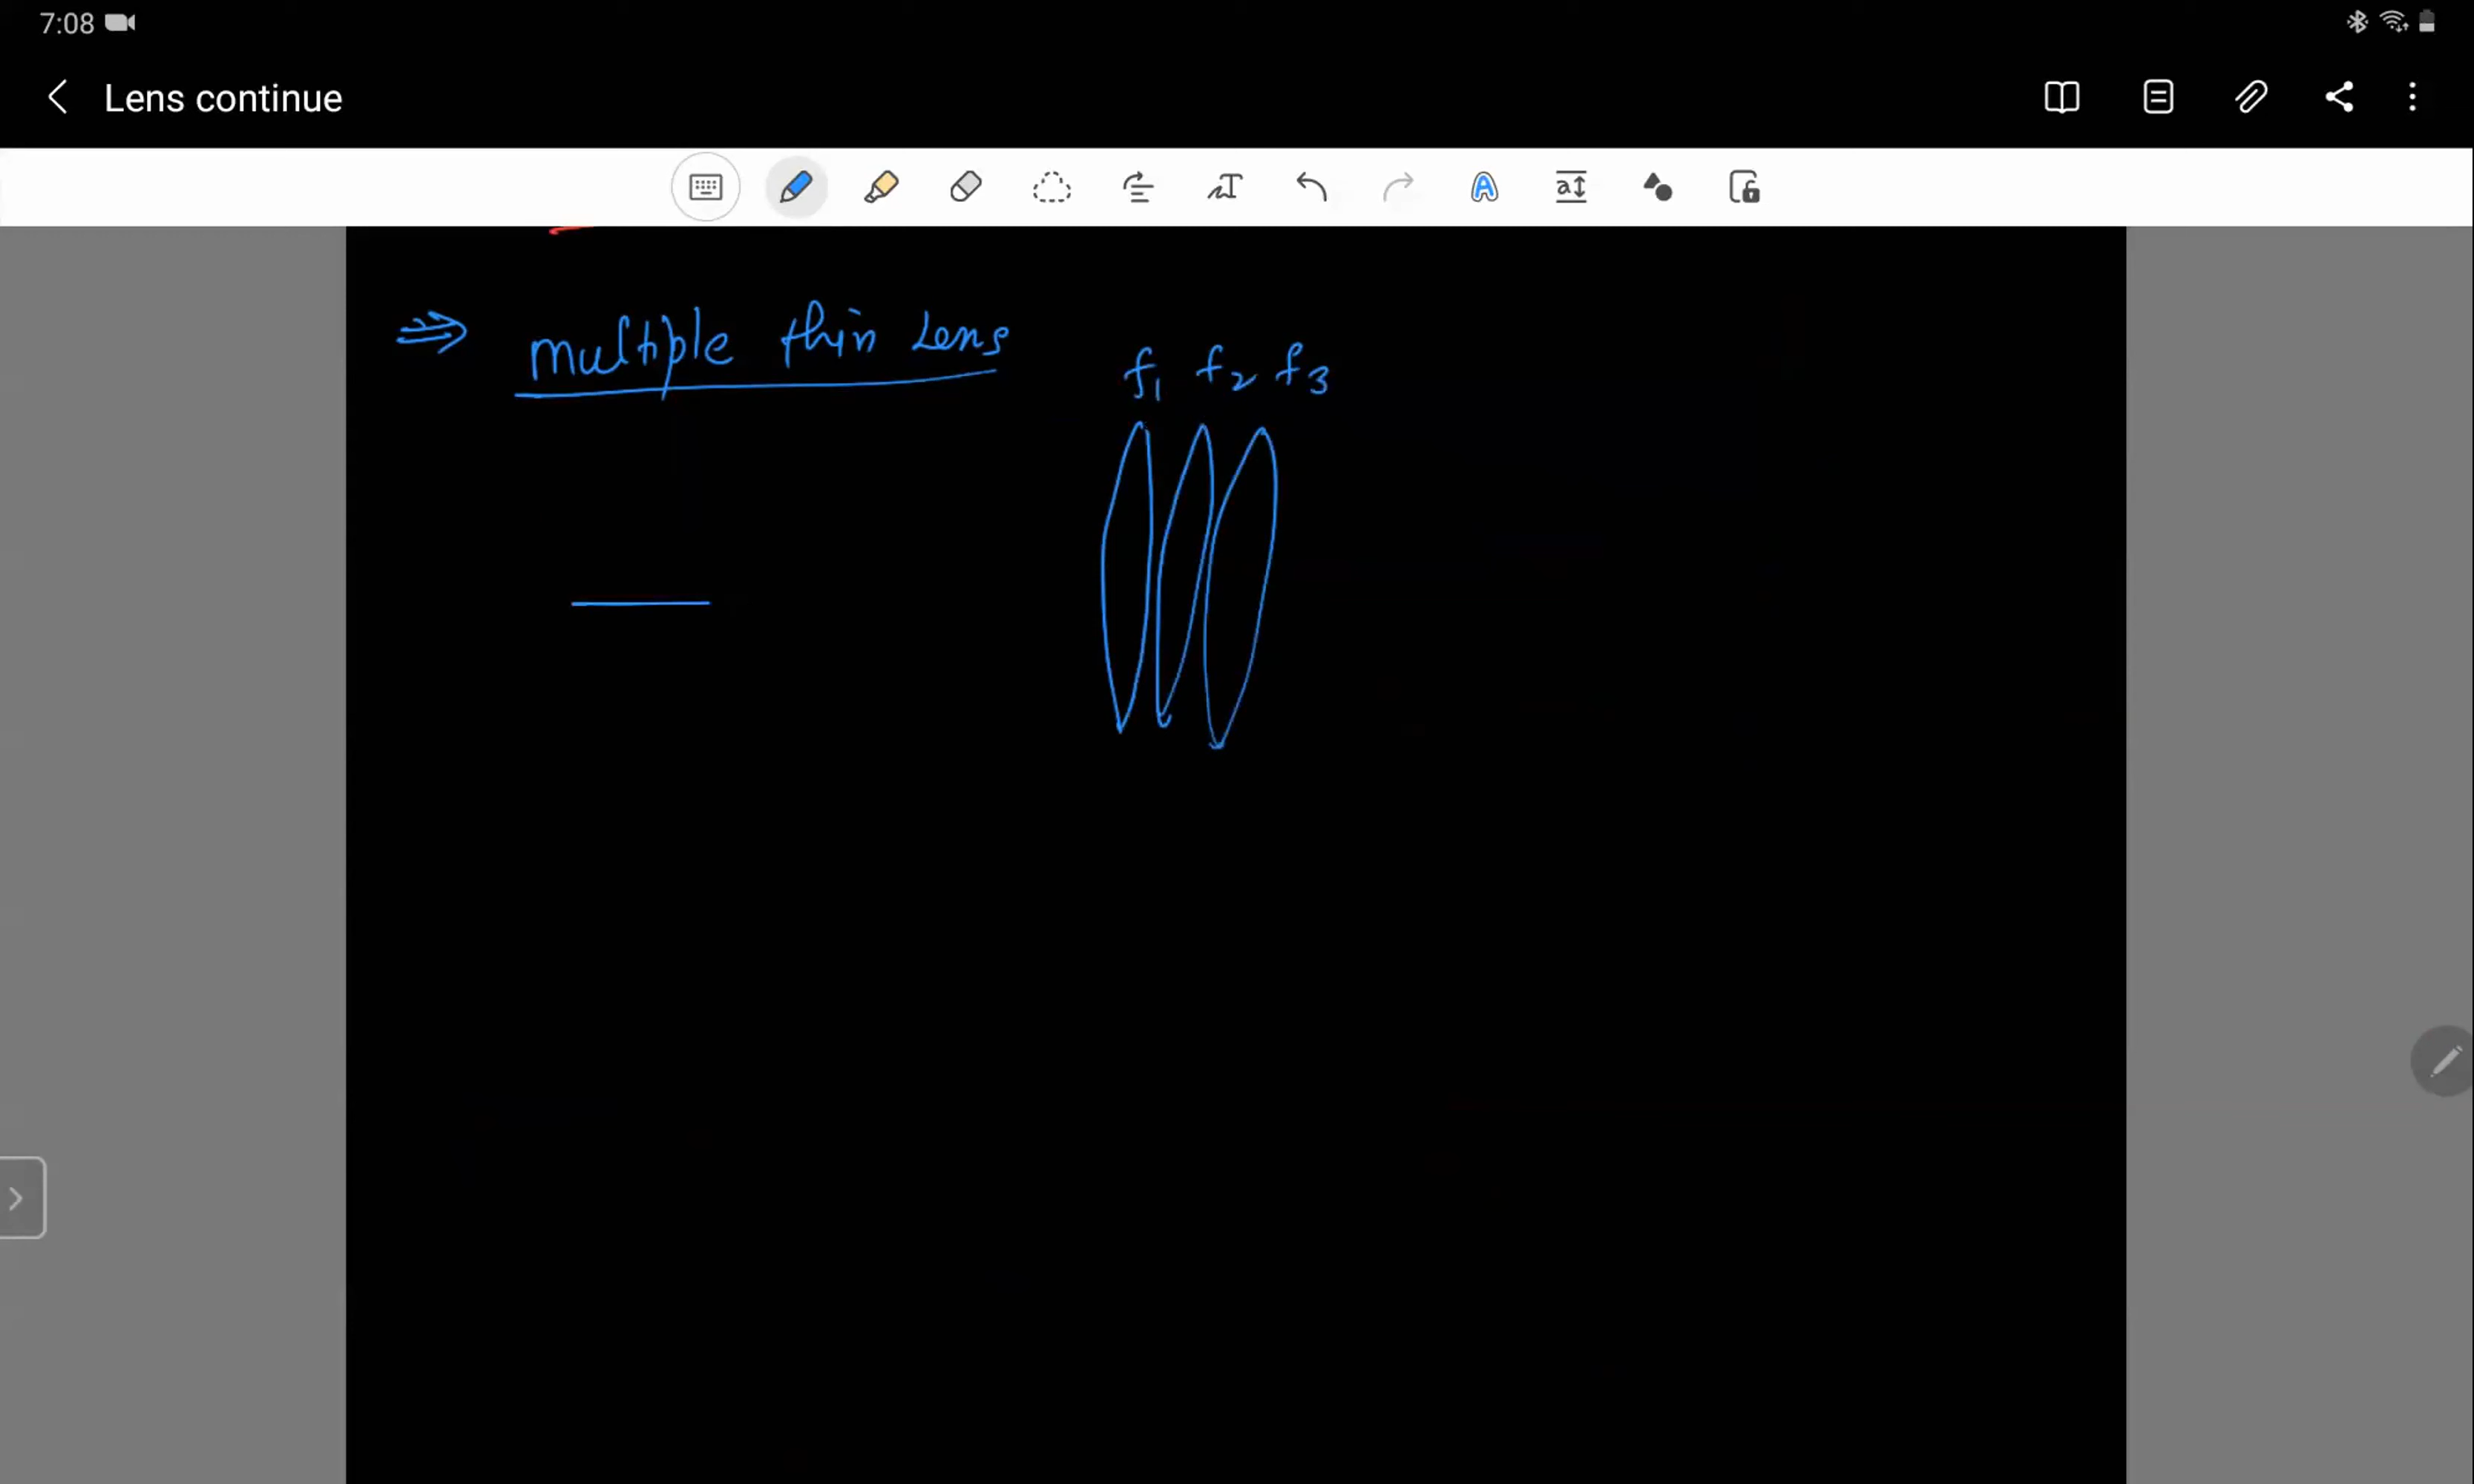 7:08
Lens continue
⇒ multiple thin Lens
f₁ f₂ f₃